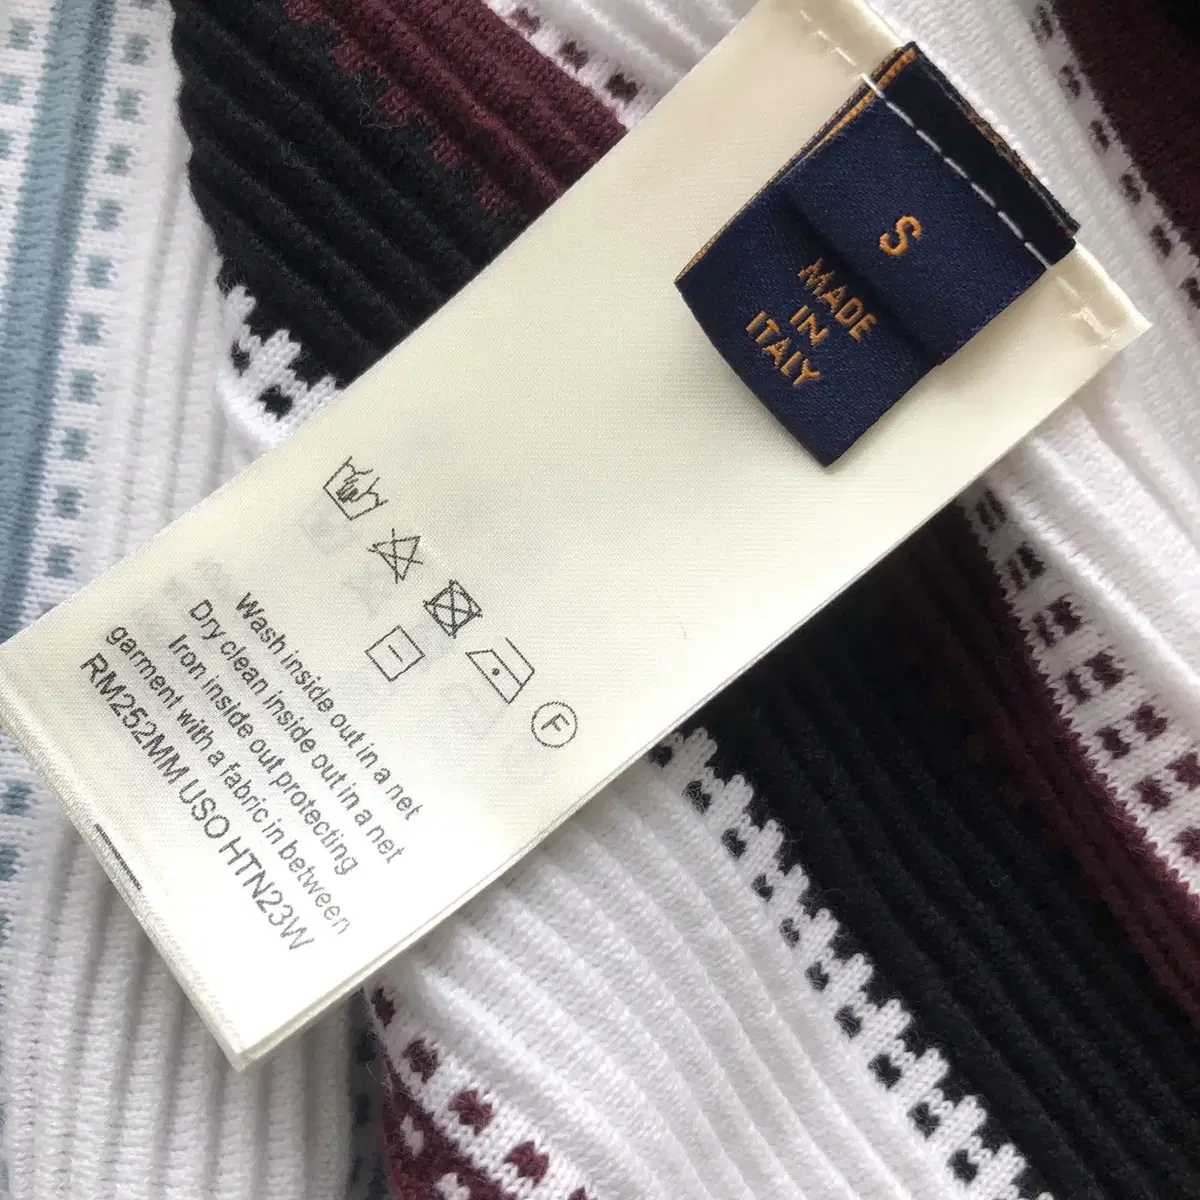 S
MADE
IN
ITALY
F
Wash inside out in a net
Dry clean inside out in a net
Iron inside out protecting
garment with a fabric in between
RM252MM USO HTN23W